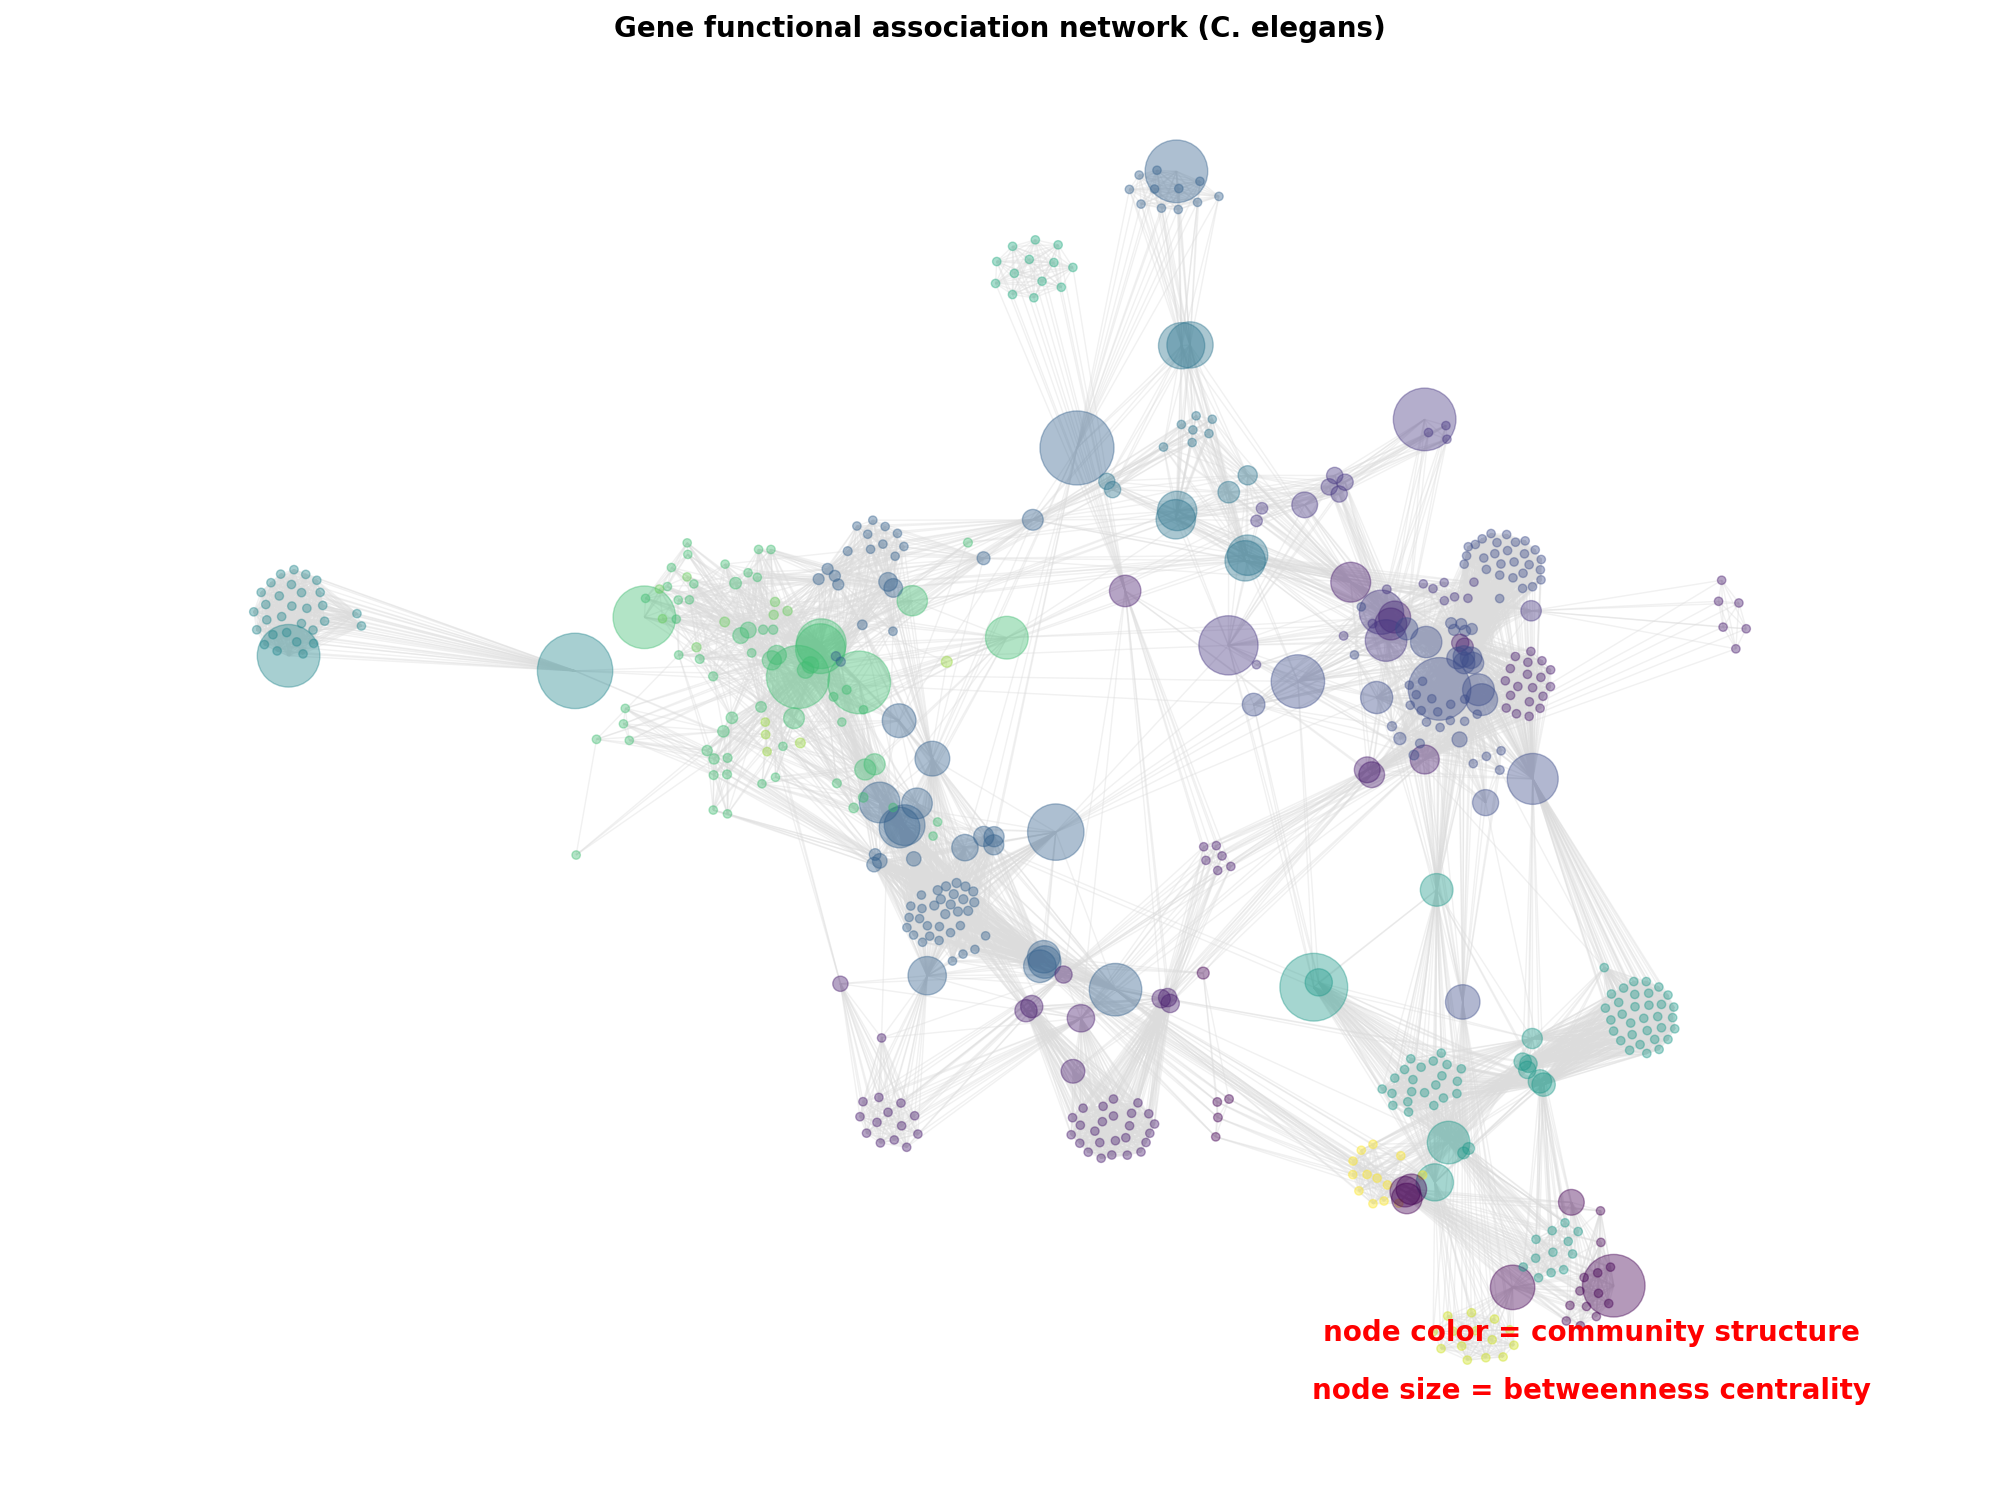 Gene functional association network (C. elegans)
node color = community structure
node size = betweenness centrality